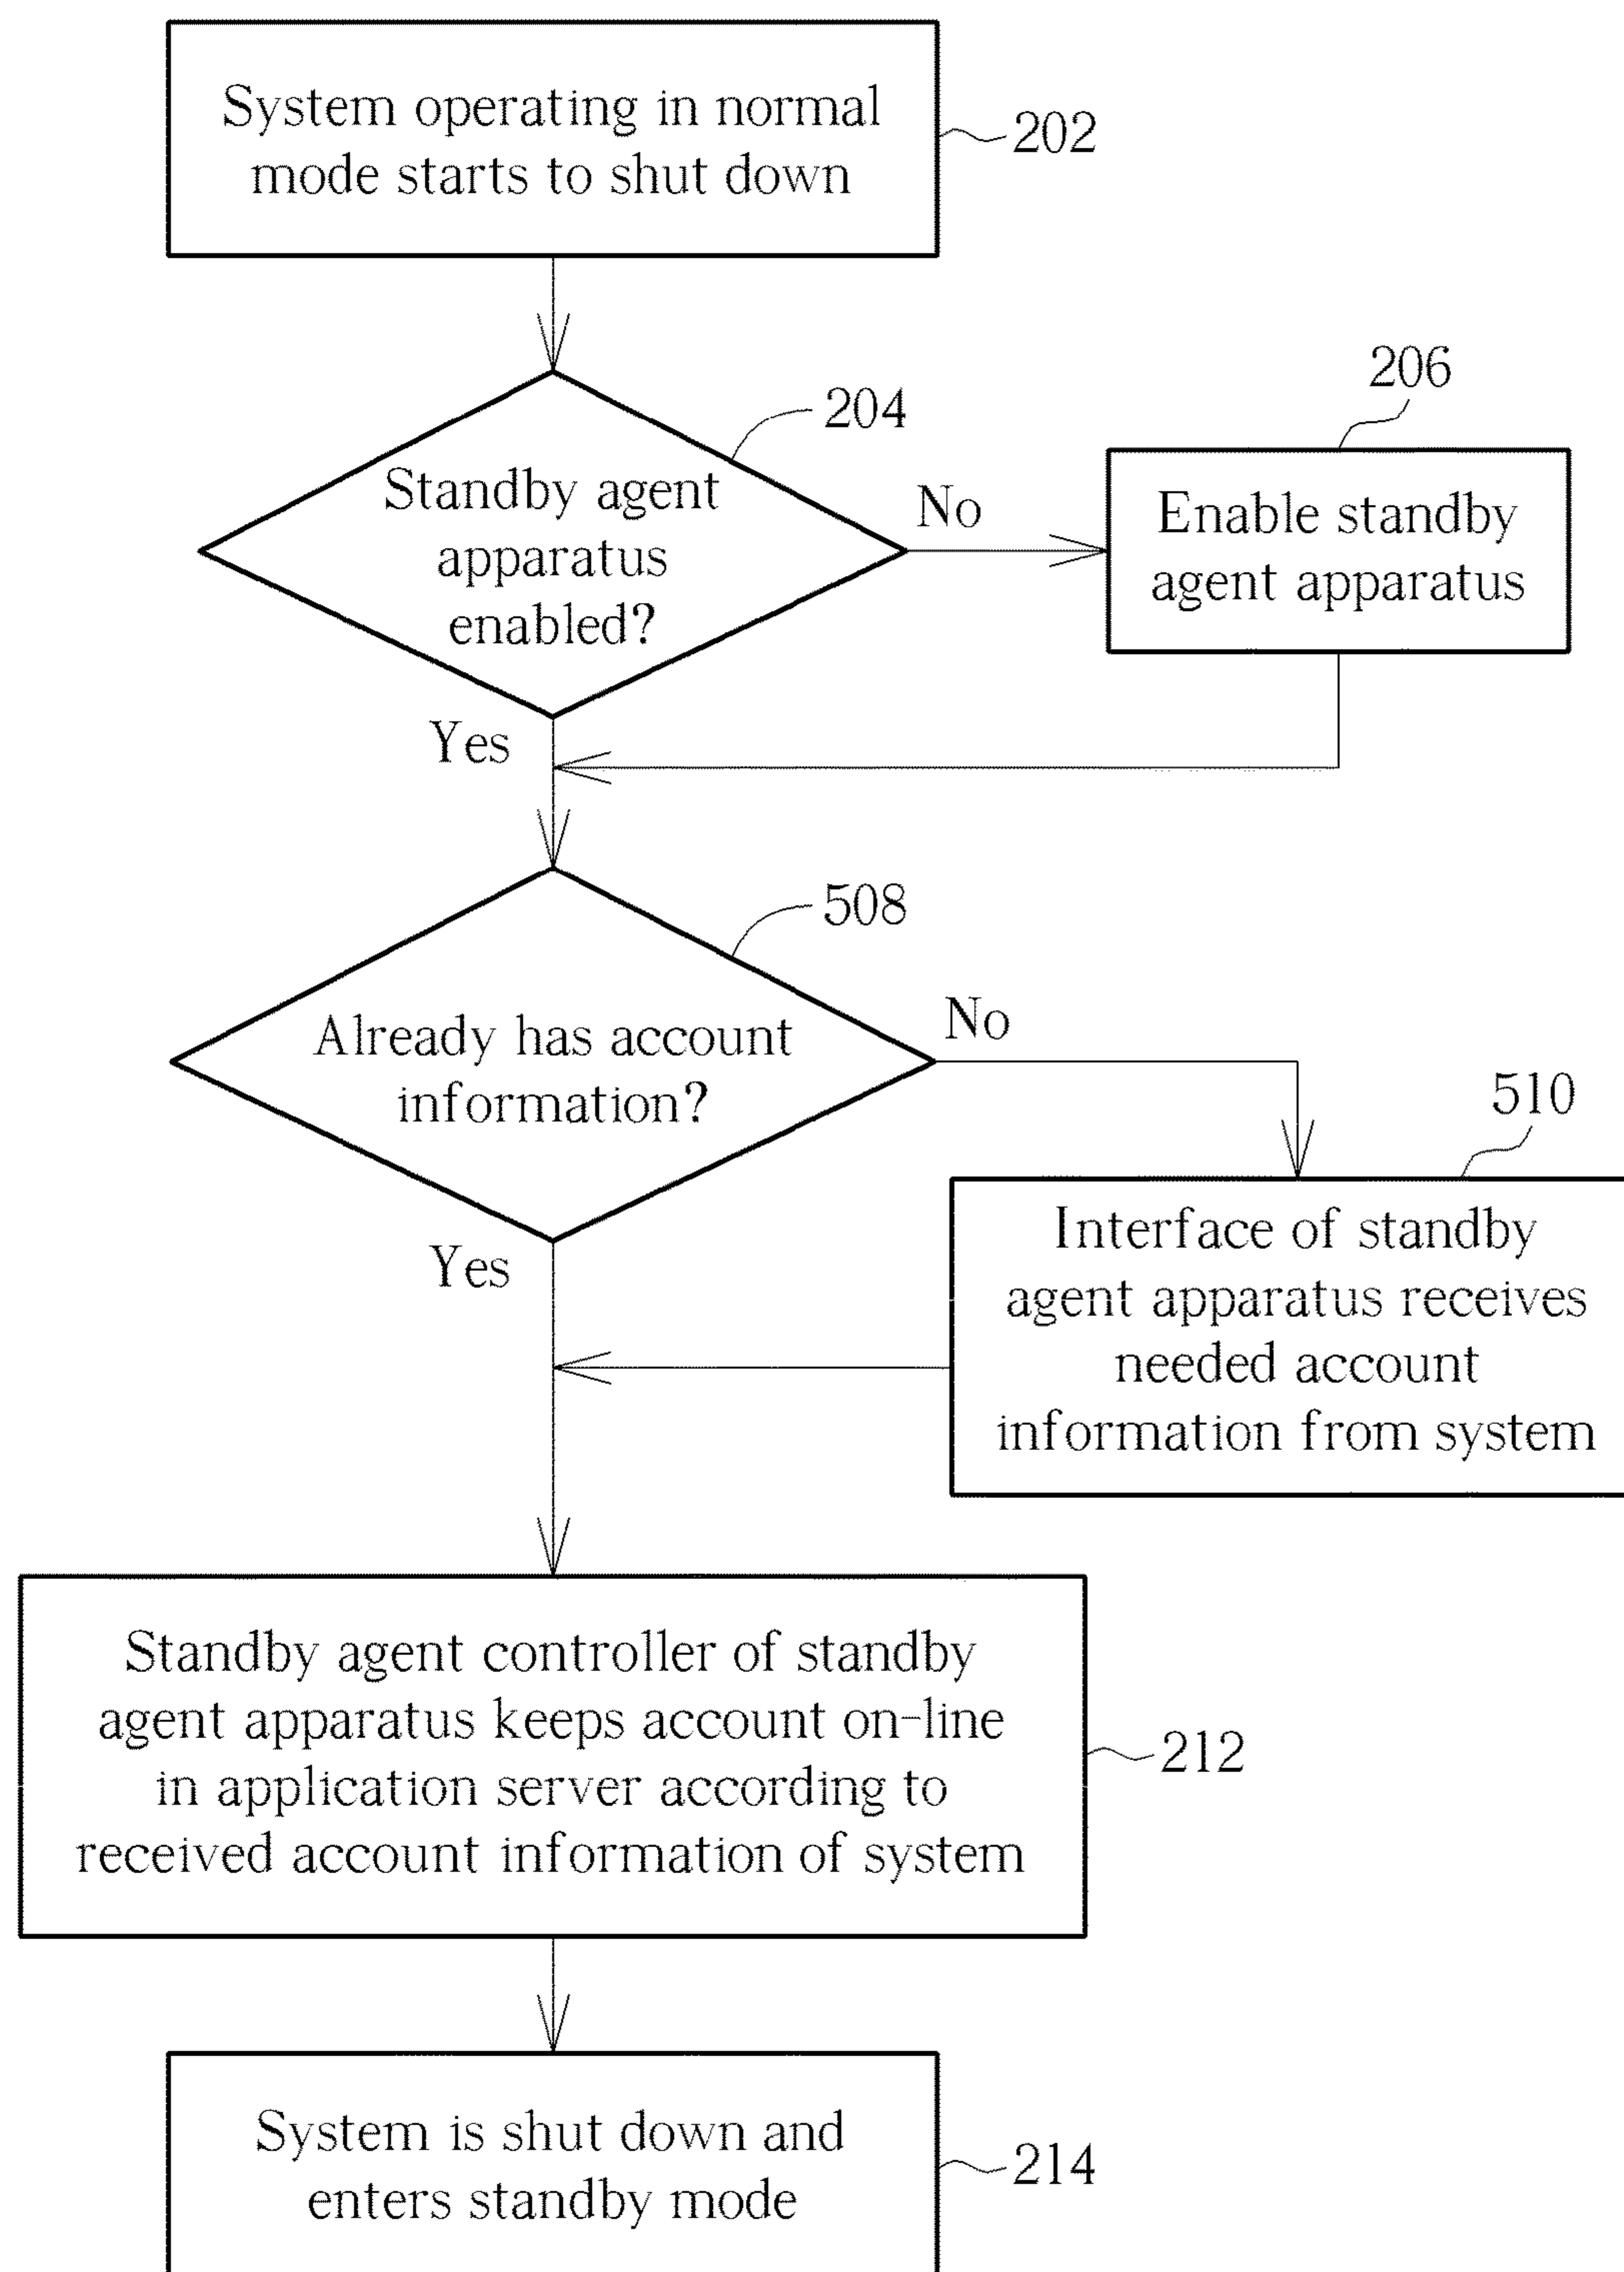 System operating in normal
mode starts to shut down
202
204
Standby agent
apparatus
enabled?
No
206
Enable standby
agent apparatus
Yes
508
Already has account
information?
No
510
Interface of standby
agent apparatus receives
needed account
information from system
Yes
Standby agent controller of standby
agent apparatus keeps account on-line
in application server according to
received account information of system
212
System is shut down and
enters standby mode
214